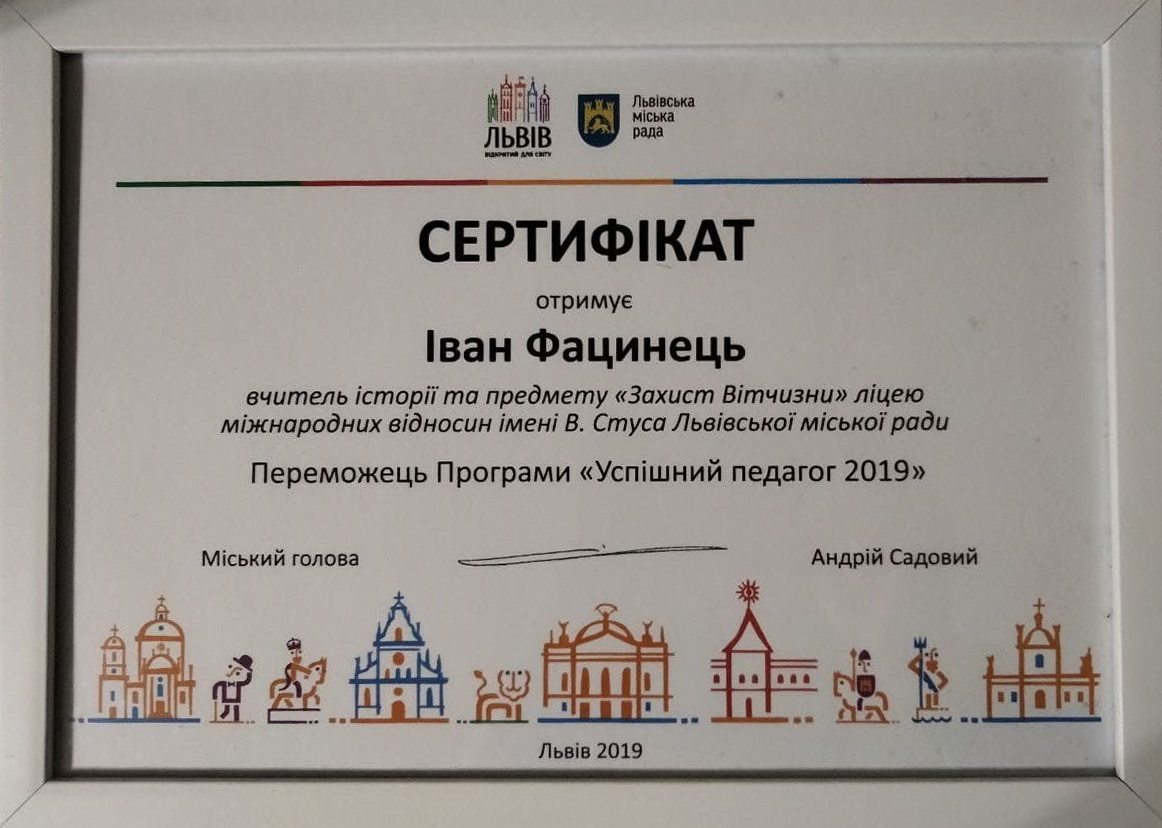 ЛЬВІВ
ВІДКРИТИЙ ДЛЯ СВІТУ
Львівська
міська
рада
СЕРТИФІКАТ
отримує
Іван Фацинець
вчитель історії та предмету «Захист Вітчизни» ліцею
міжнародних відносин імені В. Стуса Львівської міської ради
Переможець Програми «Успішний педагог 2019»
Міський голова
Андрій Садовий
Львів 2019